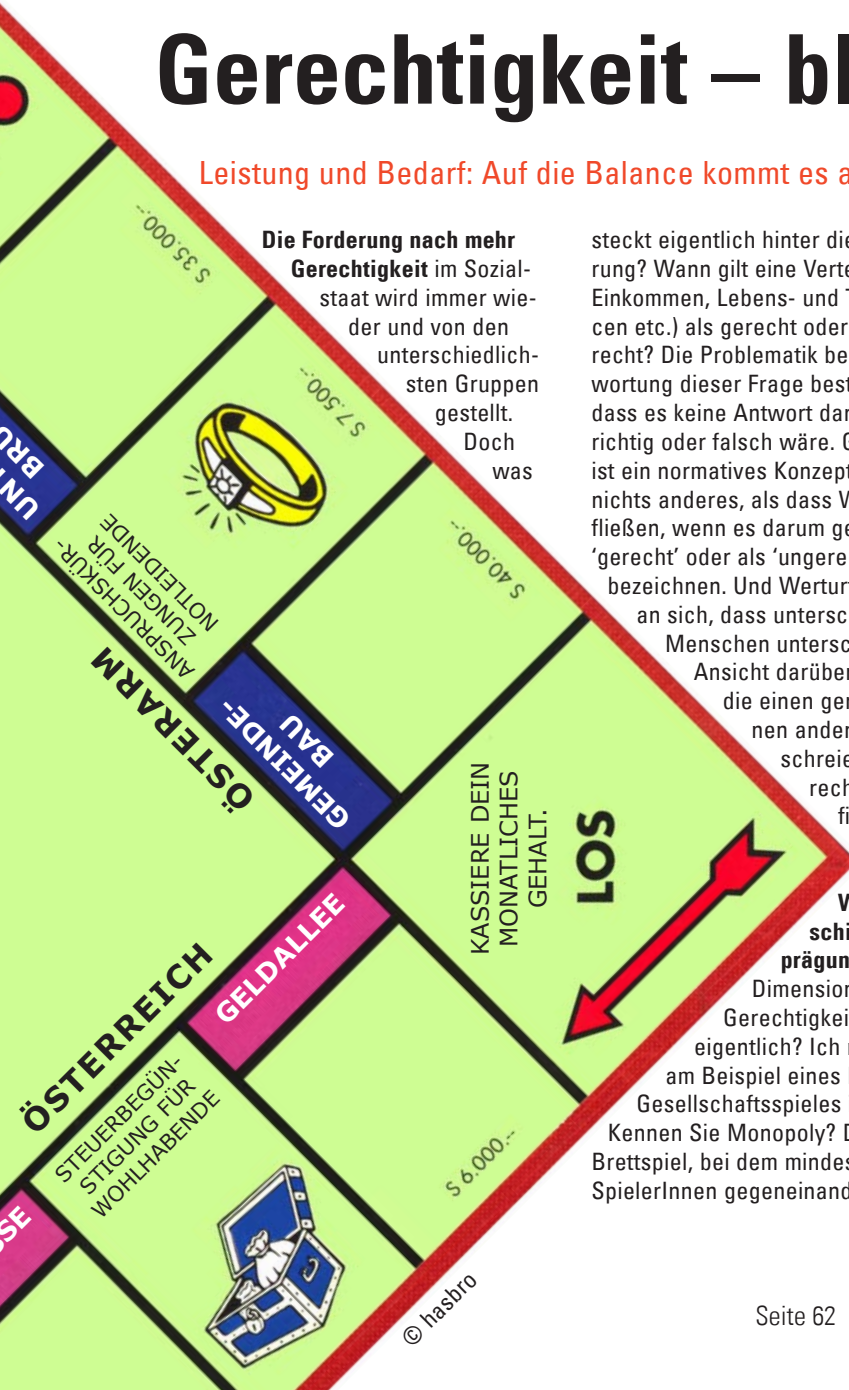 Gerechtigkeit – bl
Leistung und Bedarf: Auf die Balance kommt es a
Die Forderung nach mehr
Gerechtigkeit im Sozial-
staat wird immer wie-
der und von den
unterschiedlich-
sten Gruppen
gestellt.
Doch
was
steckt eigentlich hinter die
rung? Wann gilt eine Verte
Einkommen, Lebens- und T
cen etc.) als gerecht oder
recht? Die Problematik be
wortung dieser Frage best
dass es keine Antwort dar
richtig oder falsch wäre. G
ist ein normatives Konzept
nichts anderes, als dass W
fließen, wenn es darum ge
‘gerecht’ oder als ‘ungere
bezeichnen. Und Wertur
an sich, dass untersc
Menschen untersc
Ansicht darüber
die einen ger
nen ander
schreie
rech
fi
V
schi
prägun
Dimension
Gerechtigkei
eigentlich? Ich
am Beispiel eines
Gesellschaftsspieles
Kennen Sie Monopoly? D
Brettspiel, bei dem mindes
SpielerInnen gegeneinand
S 35.000.--
S 7.500.--
ANSPRUCHSKÜR-
ZUNGEN FÜR
NOTLEIDENDE
S 40.000.--
GEMEINDE-
BAU
ÖSTERARM
KASSIERE DEIN
MONATLICHES
GEHALT.
LOS
ÖSTERREICH
GELDALLEE
STEUERBEGÜN-
STIGUNG FÜR
WOHLHABENDE
S 6.000.--
© hasbro
Seite 62